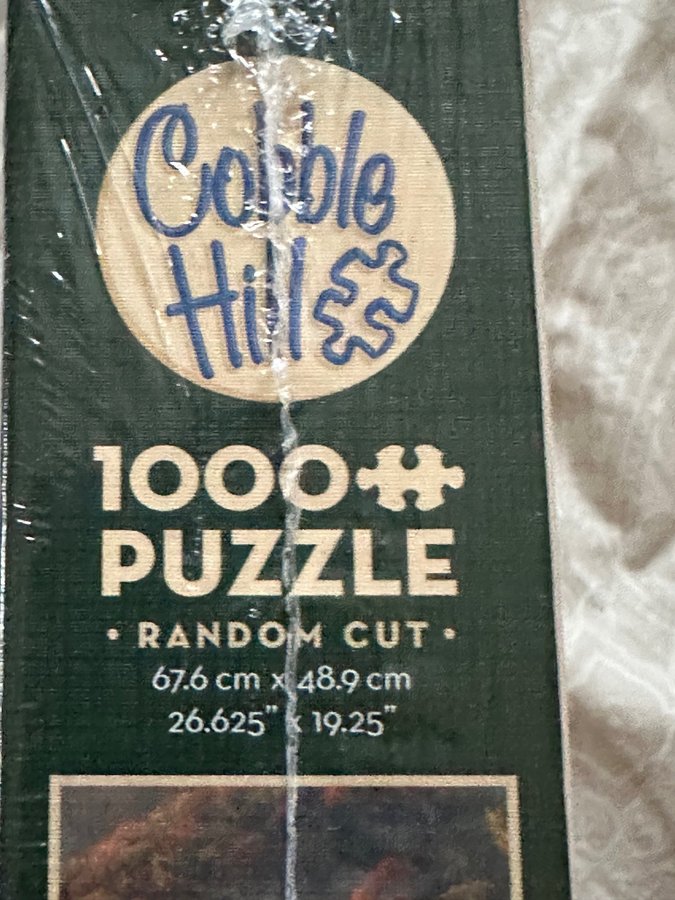 Cobble
Hill
1000
PUZZLE
• RANDOM CUT •
67.6 cm x 48.9 cm
26.625" x 19.25"